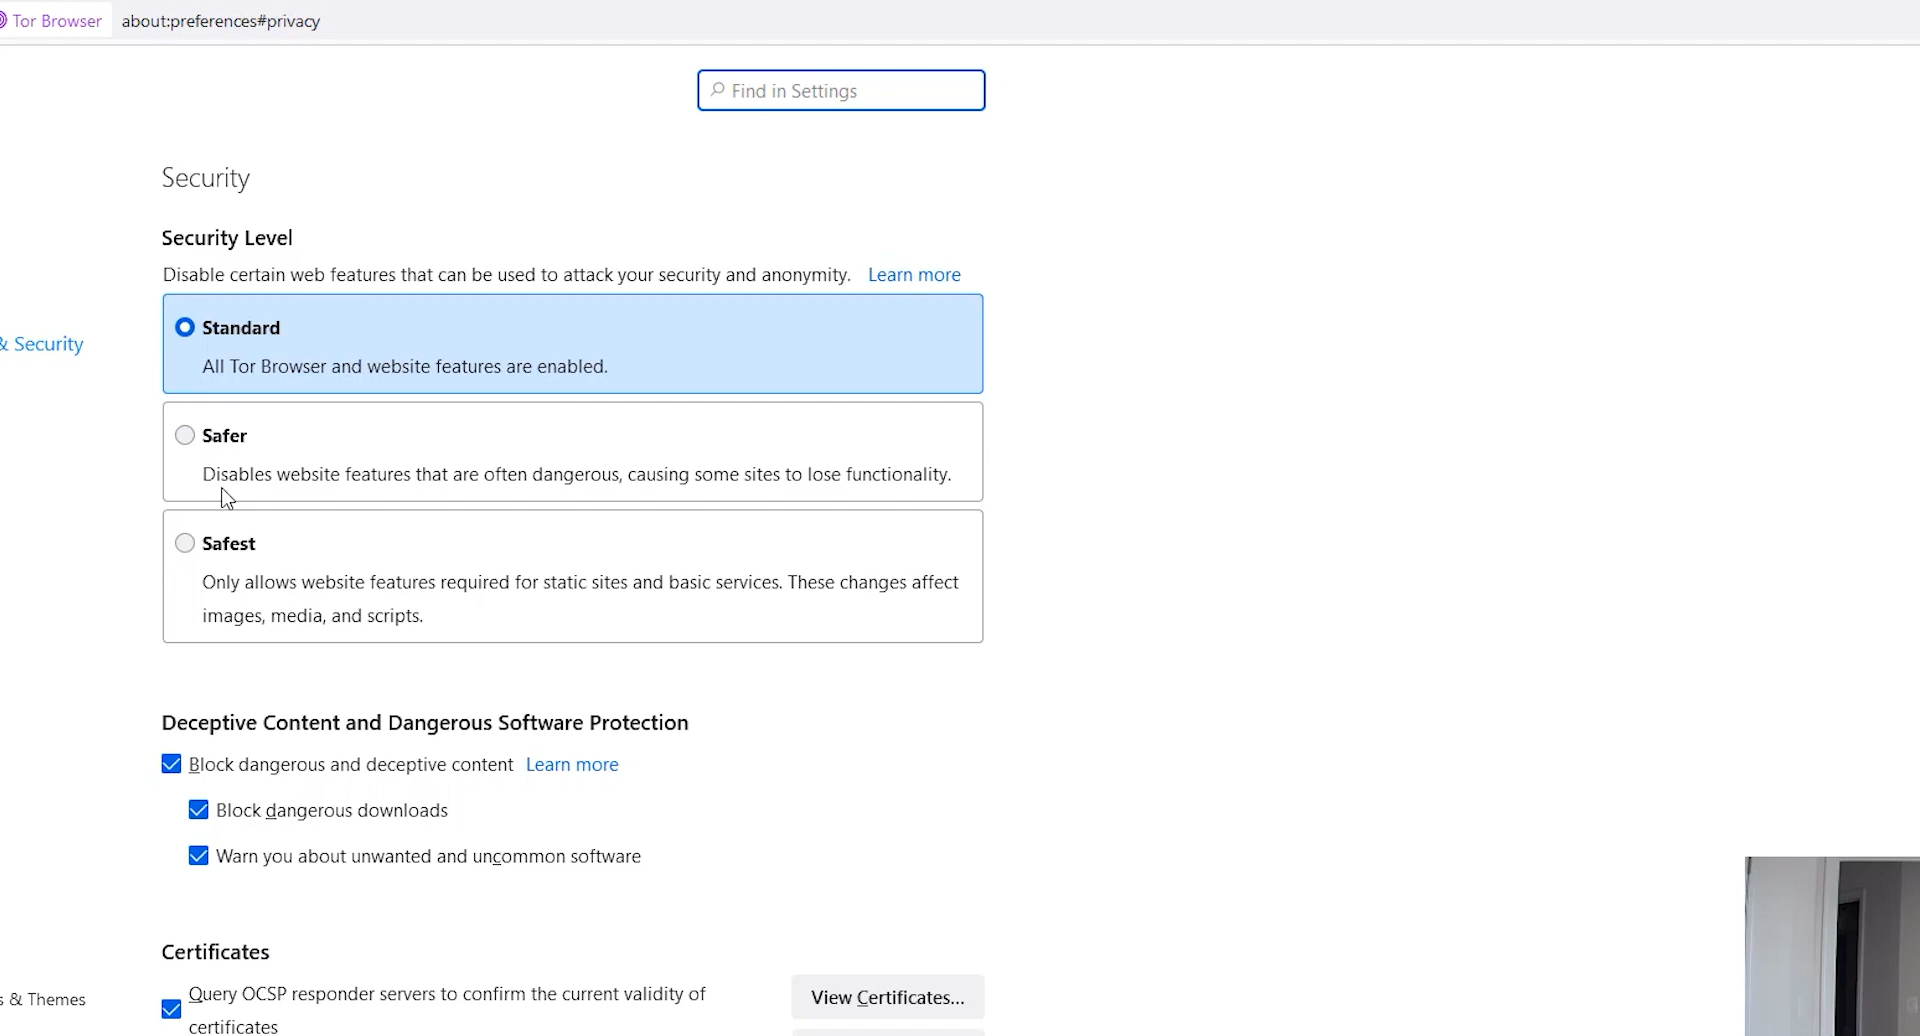 Tor Browser about:preferences#privacy
Find in Settings
Security
Security Level
Disable certain web features that can be used to attack your security and anonymity. Learn more
Standard
All Tor Browser and website features are enabled.
& Security
Safer
Disables website features that are often dangerous, causing some sites to lose functionality.
Safest
Only allows website features required for static sites and basic services. These changes affect
images, media, and scripts.
Deceptive Content and Dangerous Software Protection
Block dangerous and deceptive content Learn more
Block dangerous downloads
Warn you about unwanted and uncommon software
Certificates
Query OCSP responder servers to confirm the current validity of
certificates
View Certificates...
s & Themes